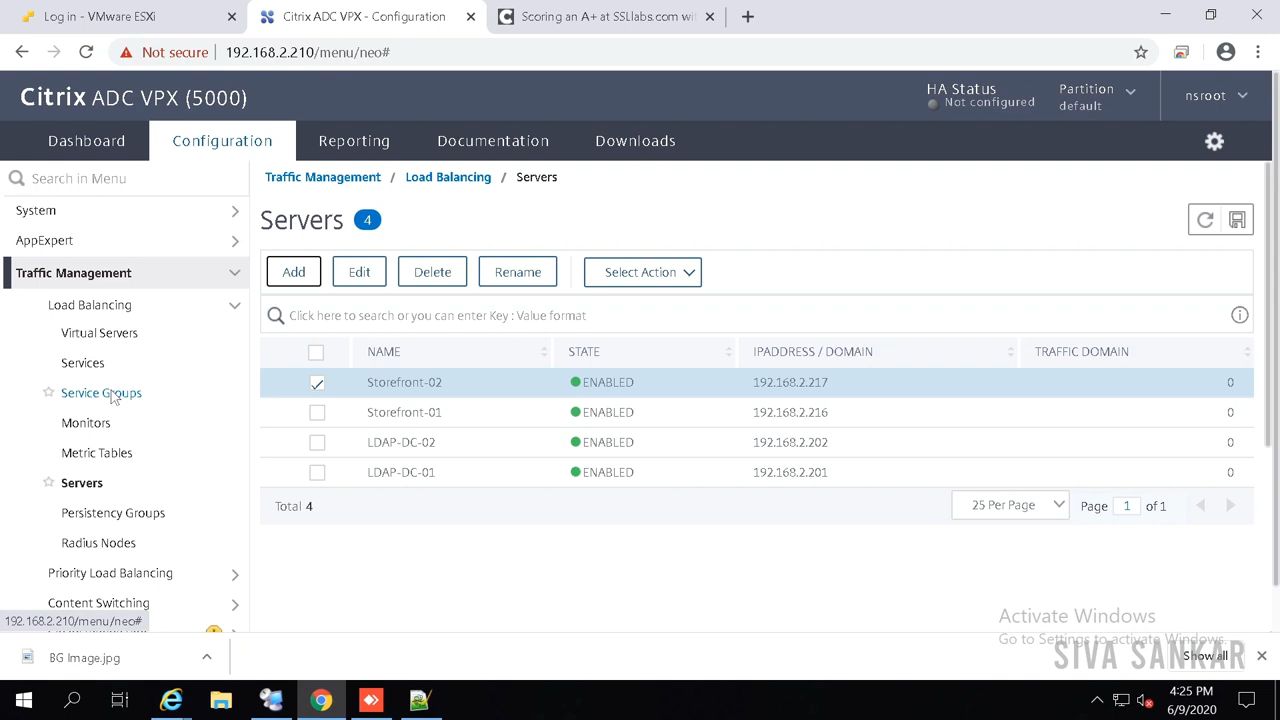 Log in - VMware ESXi
Citrix ADC VPX - Configuration
Scoring an A+ at SSLlabs.com wi
Not secure
192.168.2.210/menu/neo#
Citrix ADC VPX (5000)
HA Status
Not configured
Partition
default
nsroot
Dashboard
Configuration
Reporting
Documentation
Downloads
Search in Menu
System
AppExpert
Traffic Management
Load Balancing
Virtual Servers
Services
Service Groups
Monitors
Metric Tables
Servers
Persistency Groups
Radius Nodes
Priority Load Balancing
Content Switching
192.168.2.210/menu/neo#
Traffic Management / Load Balancing / Servers
Servers 4
Add Edit Delete Rename Select Action
Click here to search or you can enter Key : Value format
NAME STATE IPADDRESS / DOMAIN TRAFFIC DOMAIN
Storefront-02 ENABLED 192.168.2.217 0
Storefront-01 ENABLED 192.168.2.216 0
LDAP-DC-02 ENABLED 192.168.2.202 0
LDAP-DC-01 ENABLED 192.168.2.201 0
Total 4
25 Per Page Page 1 of 1
Activate Windows
Go to Settings to activate Windows.
SIVA SANKAR
BG Image.jpg
Show all
4:25 PM
6/9/2020